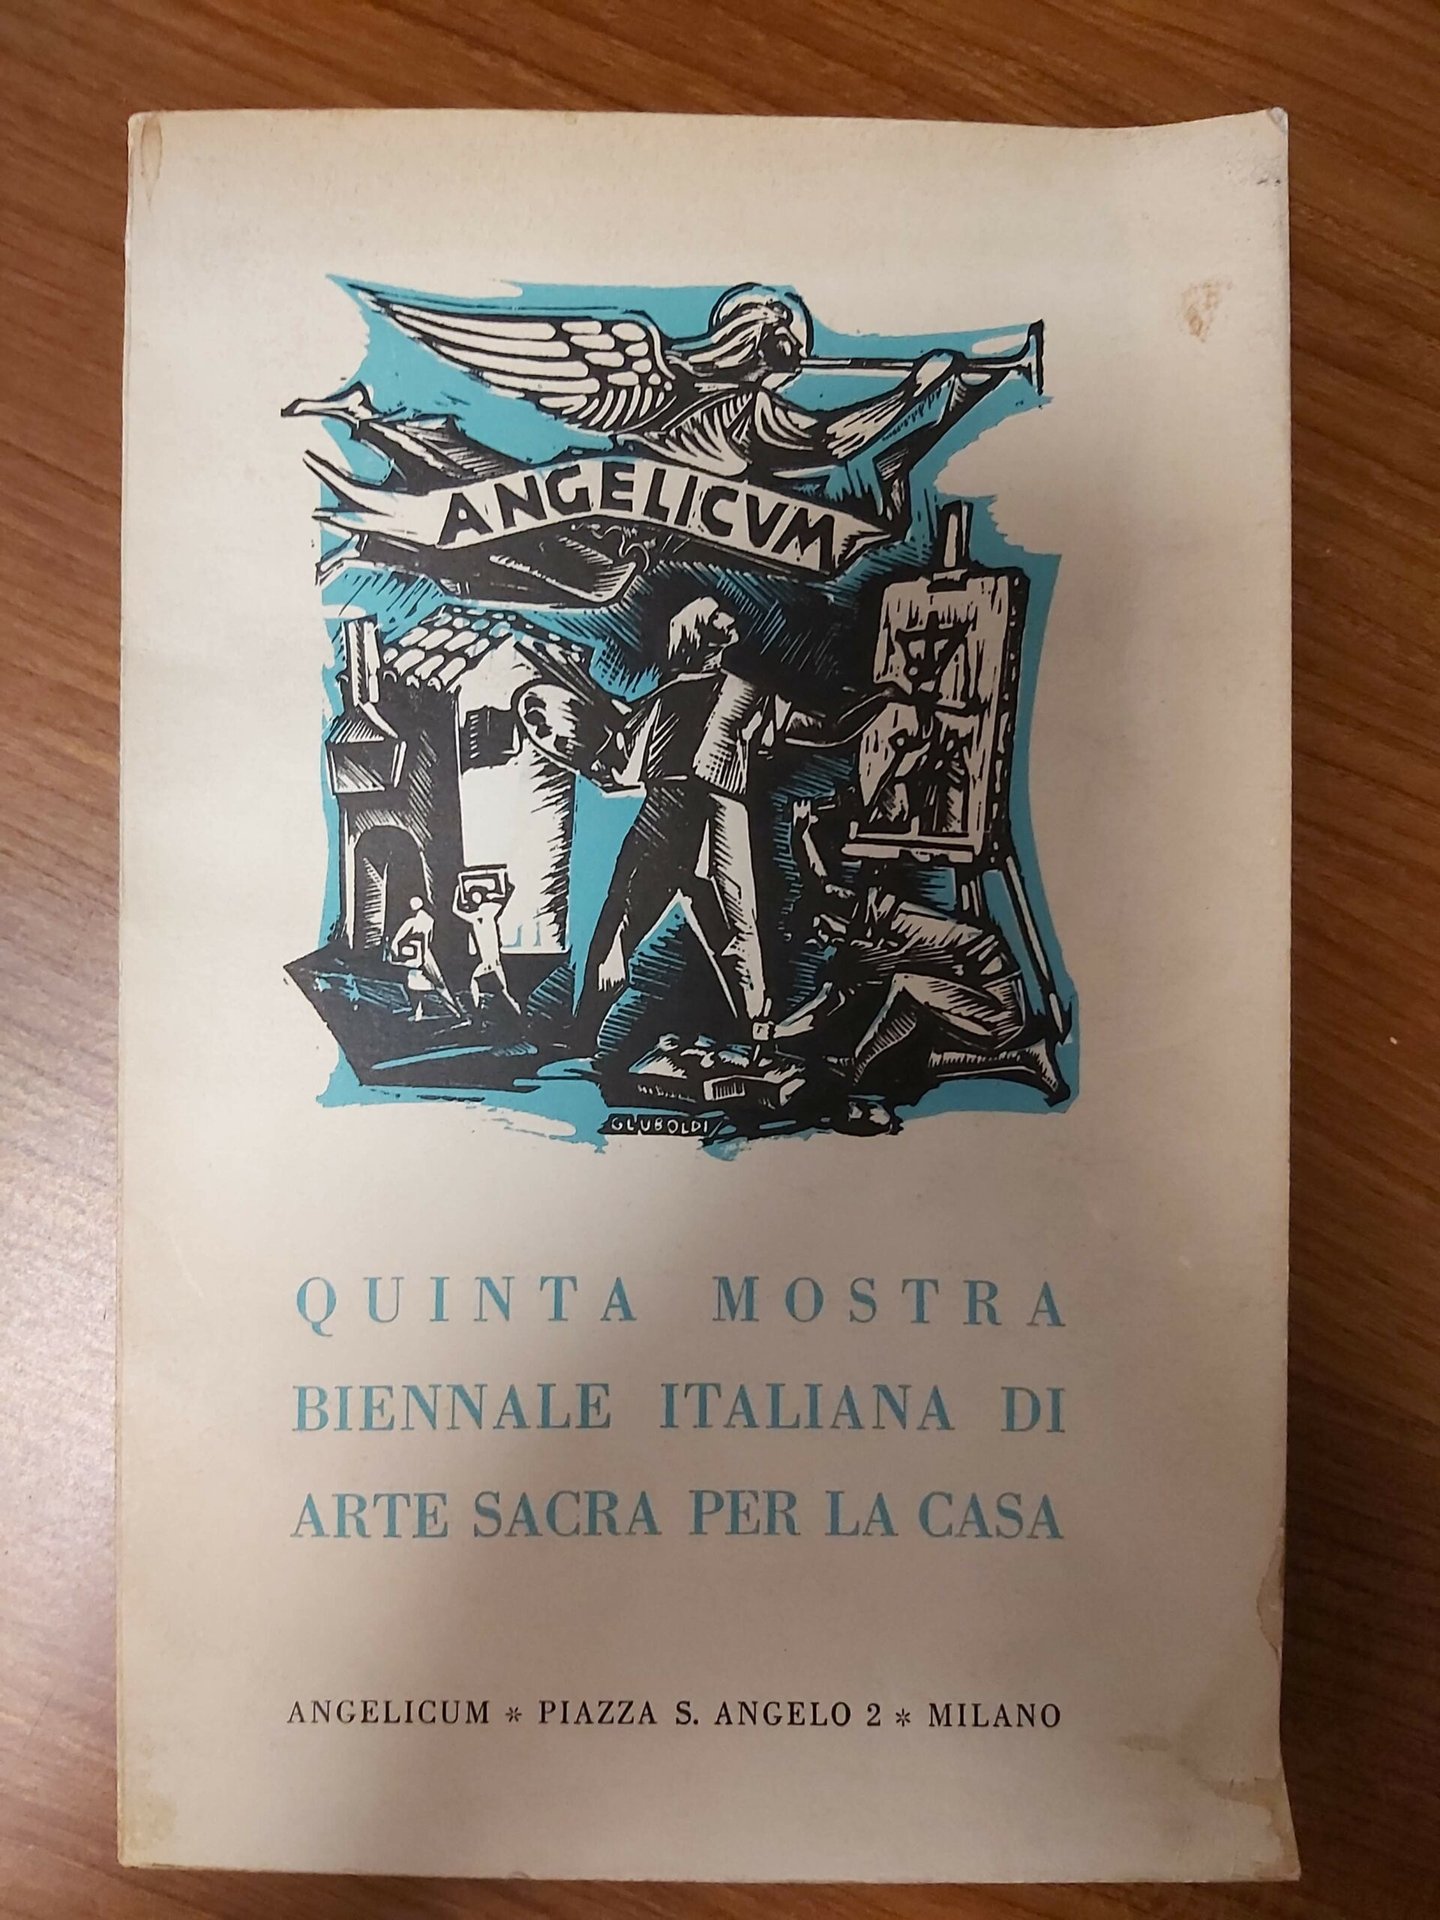 ANGELICVM
GLUBOLDI
QUINTA MOSTRA
BIENNALE ITALIANA DI
ARTE SACRA PER LA CASA
ANGELICUM * PIAZZA S. ANGELO 2 * MILANO